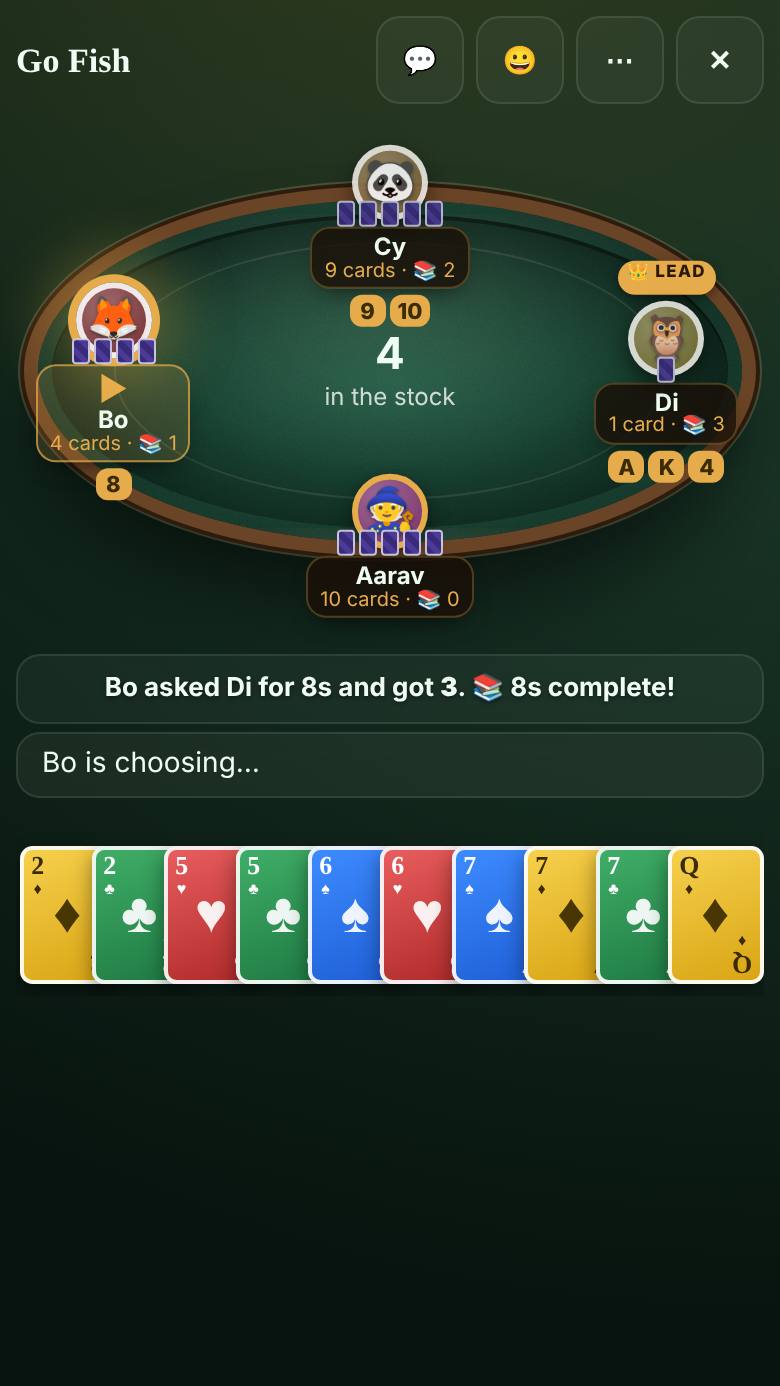 Go Fish
Cy
9 cards · 📚 2
9 10
👑 LEAD
4
in the stock
Bo
4 cards · 📚 1
8
Di
1 card · 📚 3
A K 4
Aarav
10 cards · 📚 0
Bo asked Di for 8s and got 3. 📚 8s complete!
Bo is choosing...
2 2 5 5 6 6 7 7 7 Q
Q